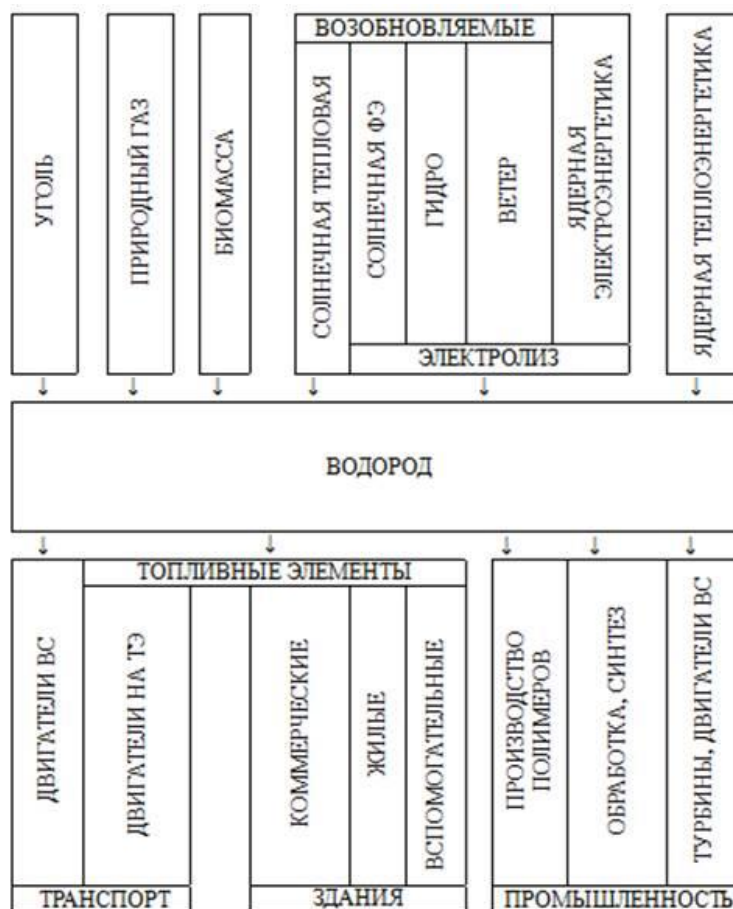 УГОЛЬ
ПРИРОДНЫЙ ГАЗ
БИОМАССА
ВОЗОБНОВЛЯЕМЫЕ
СОЛНЕЧНАЯ ТЕПЛОВАЯ
СОЛНЕЧНАЯ ФЭ
ГИДРО
ВЕТЕР
ЯДЕРНАЯ
ЭЛЕКТРОЭНЕРГЕТИКА
ЯДЕРНАЯ ТЕПЛОЭНЕРГЕТИКА
ЭЛЕКТРОЛИЗ
ВОДОРОД
ТОПЛИВНЫЕ ЭЛЕМЕНТЫ
ДВИГАТЕЛИ ВС
ДВИГАТЕЛИ НА ТЭ
КОММЕРЧЕСКИЕ
ЖИЛЫЕ
ВСПОМОГАТЕЛЬНЫЕ
ПРОИЗВОДСТВО
ПОЛИМЕРОВ
ОБРАБОТКА, СИНТЕЗ
ТУРБИНЫ, ДВИГАТЕЛИ ВС
ТРАНСПОРТ
ЗДАНИЯ
ПРОМЫШЛЕННОСТЬ